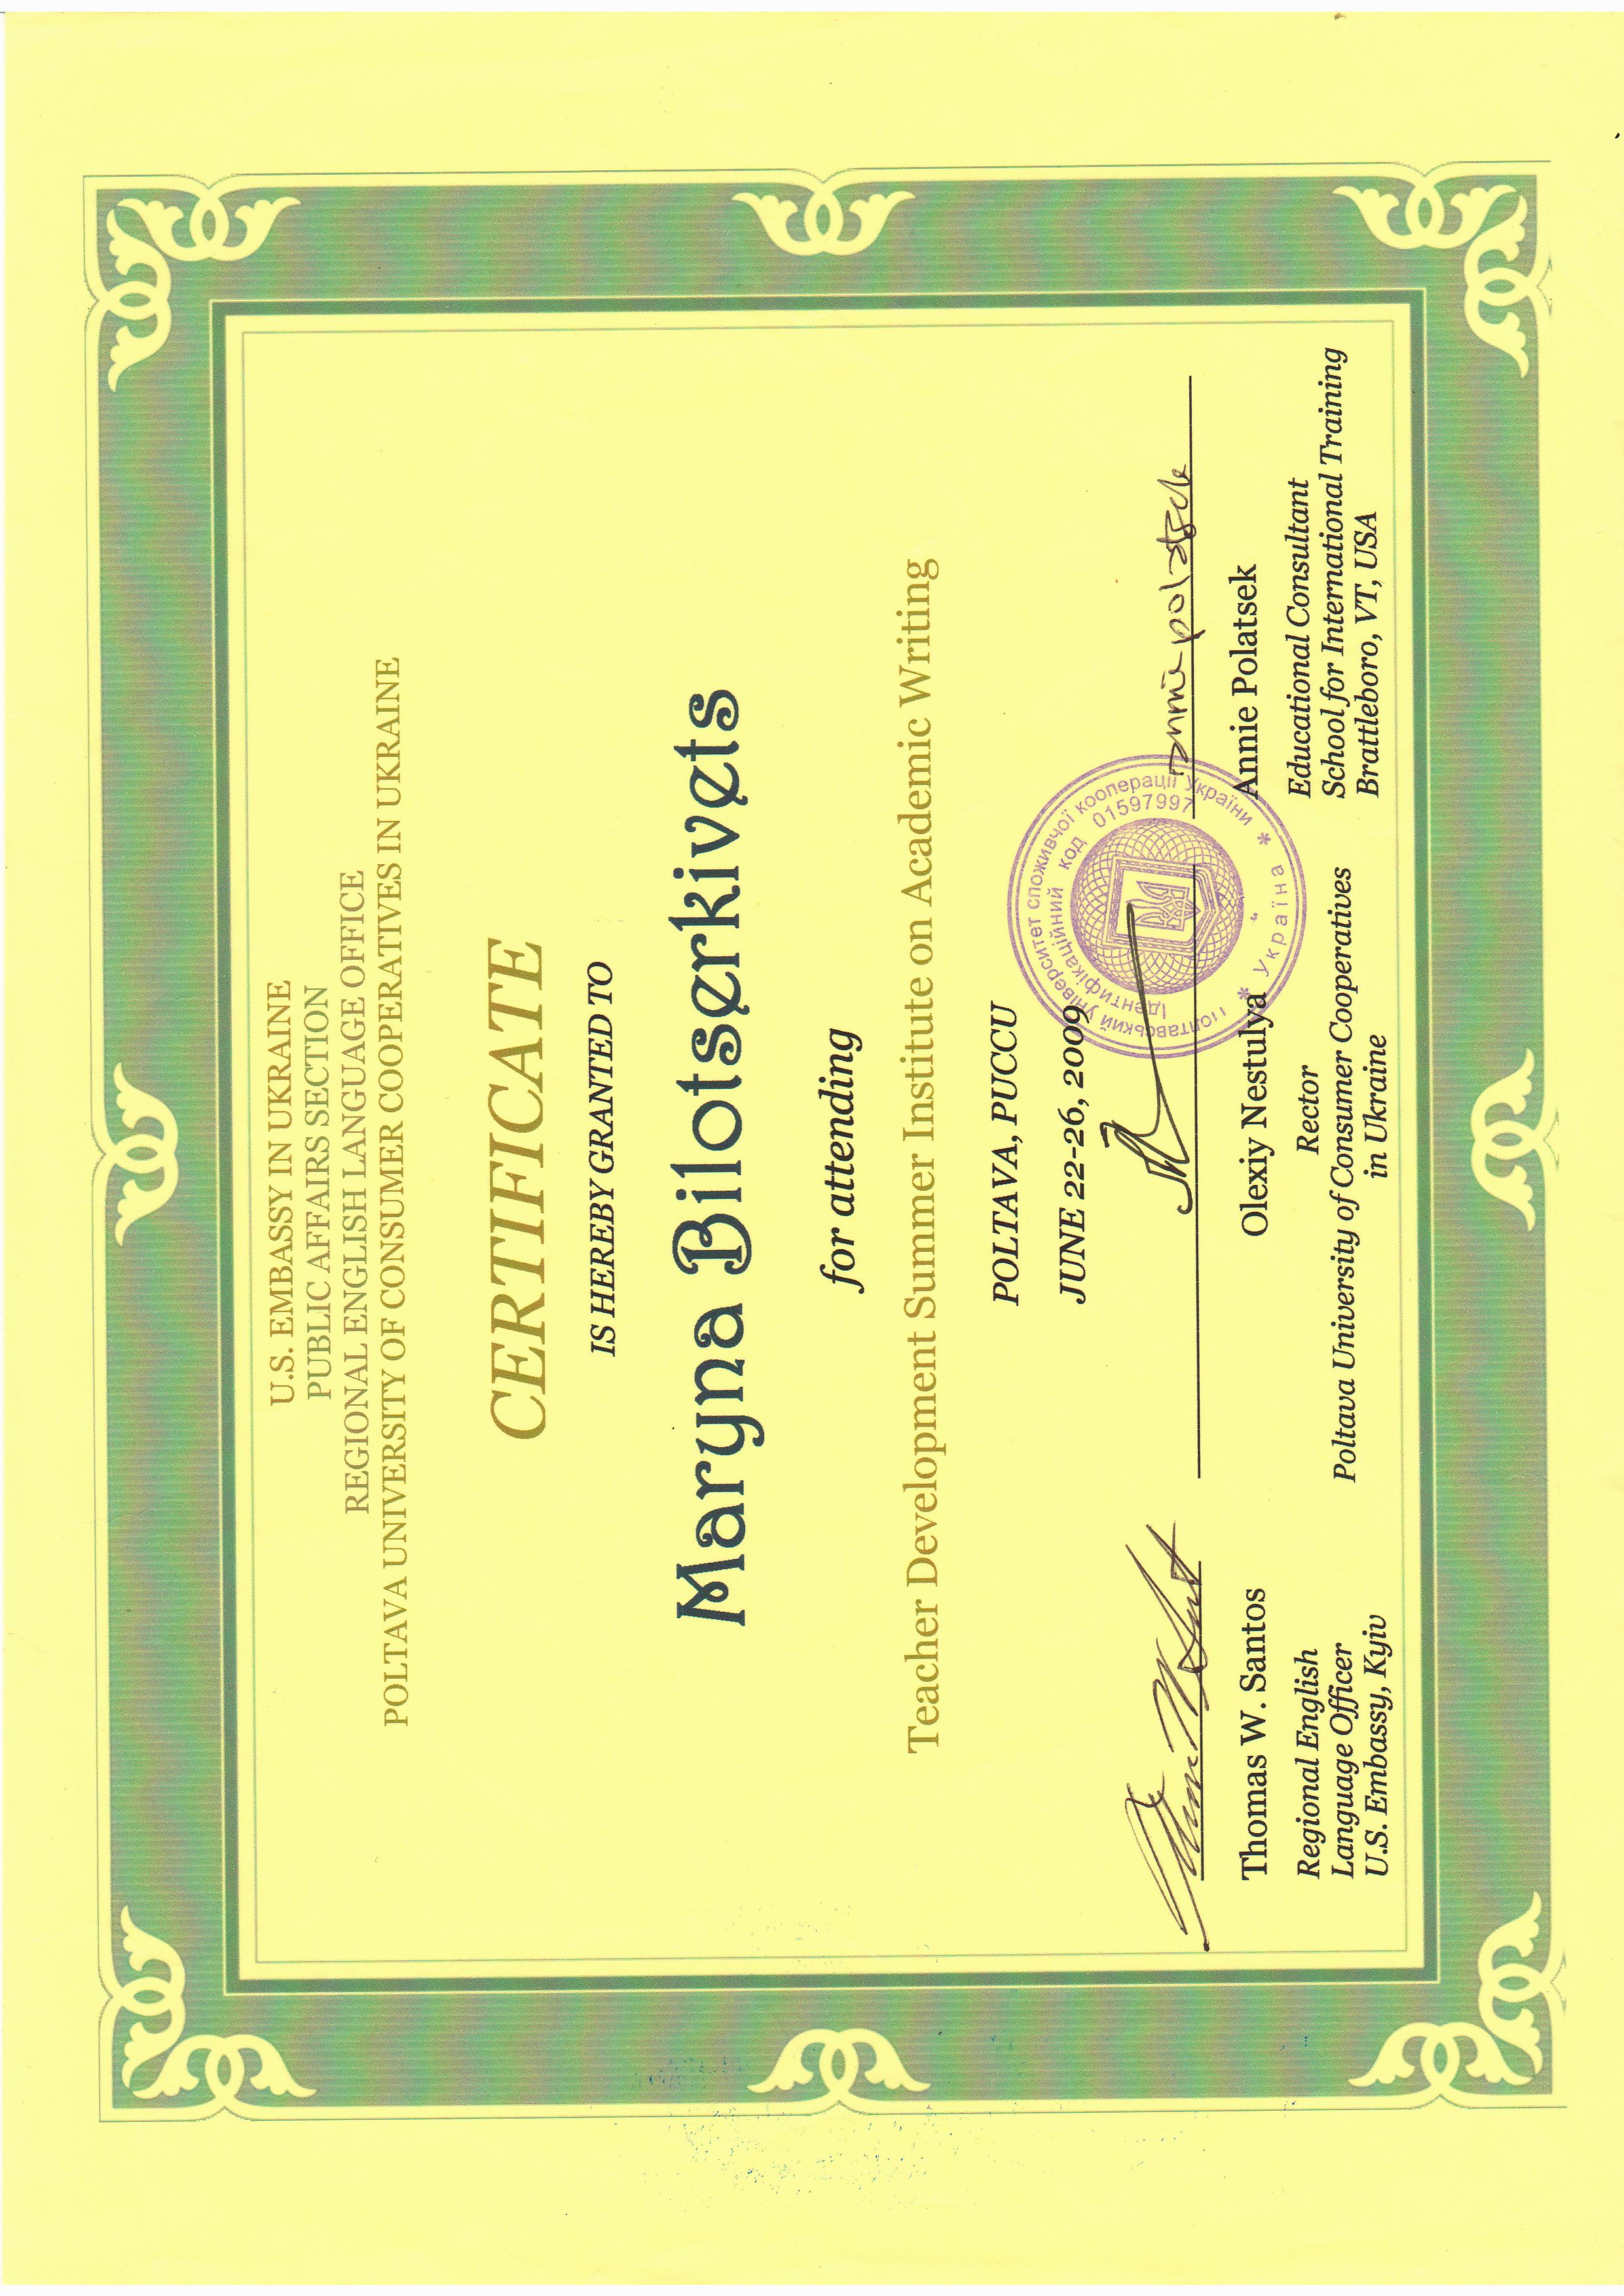 U.S. EMBASSY IN UKRAINE
PUBLIC AFFAIRS SECTION
REGIONAL ENGLISH LANGUAGE OFFICE
POLTAVA UNIVERSITY OF CONSUMER COOPERATIVES IN UKRAINE
CERTIFICATE
IS HEREBY GRANTED TO
Maryna Bilotserkivets
for attending
Teacher Development Summer Institute on Academic Writing
POLTAVA, PUCCU
JUNE 22-26, 2009
Полтавський університет споживчої кооперації України
Ідентифікаційний код 01597997
* Україна *
annie polatsek
Thomas W. Santos
Regional English
Language Officer
U.S. Embassy, Kyiv
Olexiy Nestulya
Rector
Poltava University of Consumer Cooperatives
in Ukraine
Annie Polatsek
Educational Consultant
School for International Training
Brattleboro, VT, USA